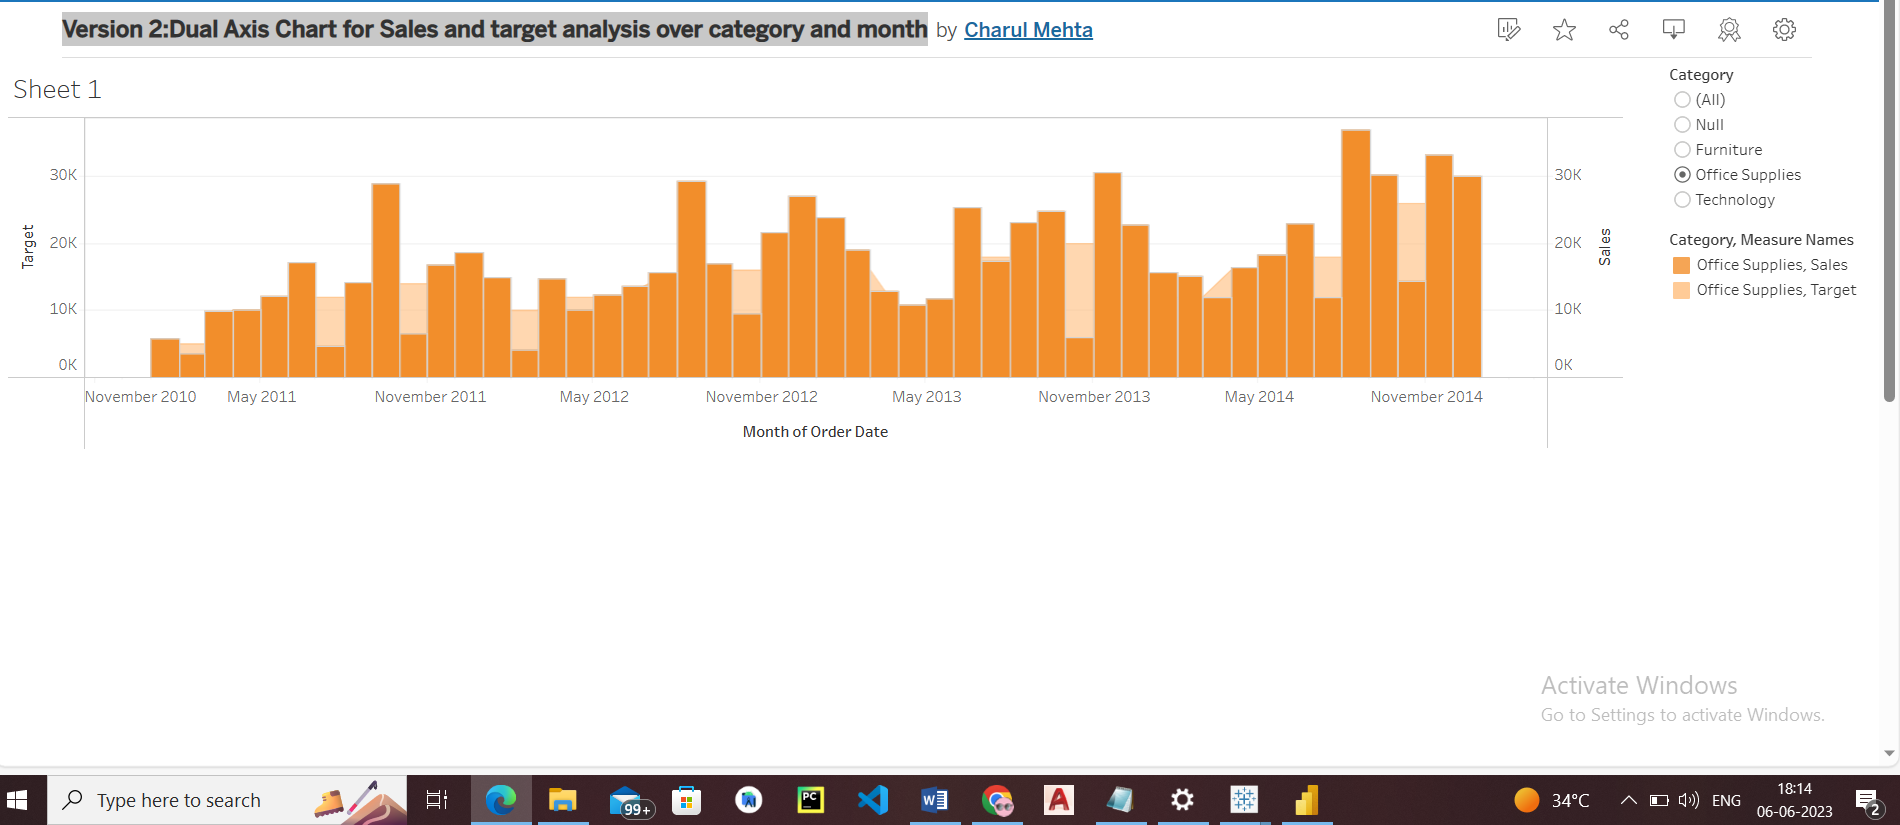 Version 2:Dual Axis Chart for Sales and target analysis over category and month by Charul Mehta
Sheet 1
Target
30K
20K
10K
0K
30K
20K
10K
0K
Sales
November 2010 May 2011 November 2011 May 2012 November 2012 May 2013 November 2013 May 2014 November 2014
Month of Order Date
Category
(All)
Null
Furniture
Office Supplies
Technology
Category, Measure Names
Office Supplies, Sales
Office Supplies, Target
Activate Windows
Go to Settings to activate Windows.
Type here to search
99+
PC
W
A
34°C
ENG
18:14
06-06-2023
2